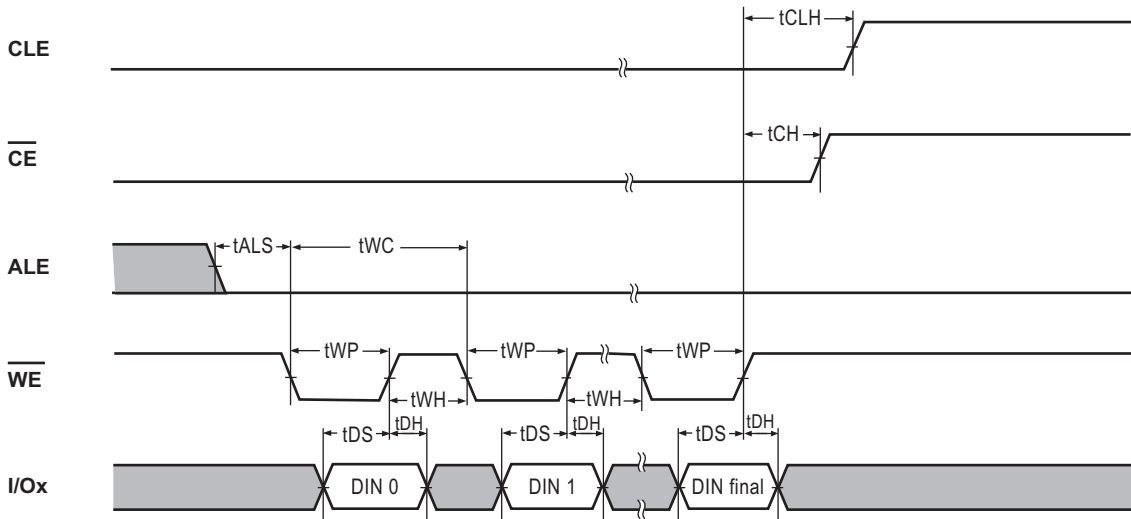 tCLH
CLE
tCH
CE
tALS tWC
ALE
tWP tWP tWP
WE
tWH tWH
tDS tDH tDS tDH tDS tDH
I/Ox DIN 0 DIN 1 DIN final